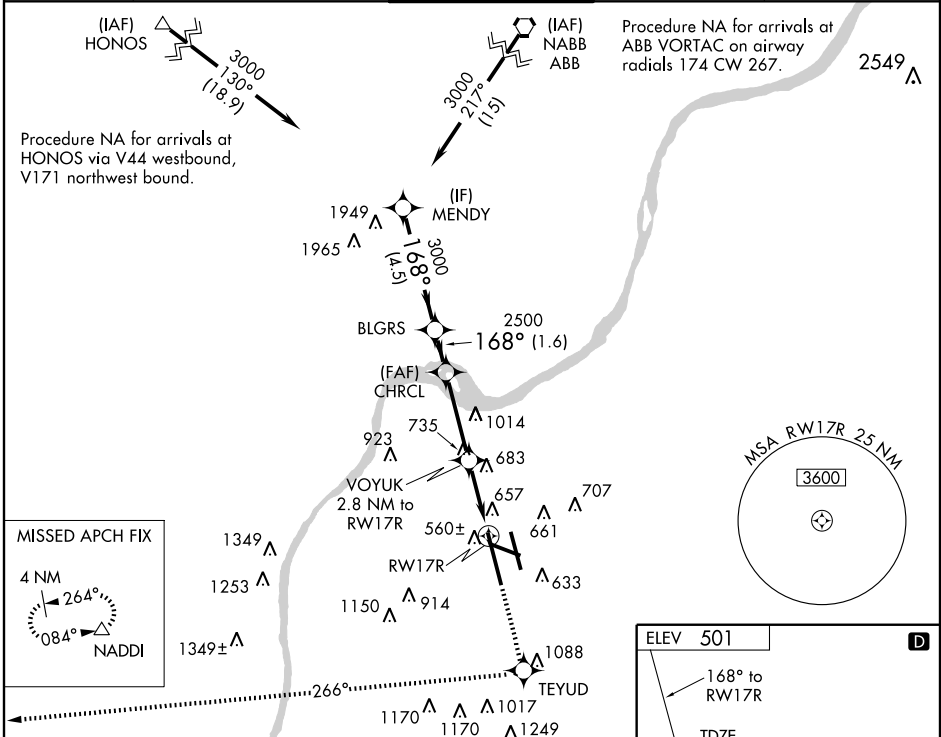 (IAF)
HONOS
3000
130°
(18.9)
(IAF)
NABB
ABB
3000
217°
(15)
Procedure NA for arrivals at
ABB VORTAC on airway
radials 174 CW 267.
2549
Procedure NA for arrivals at
HONOS via V44 westbound,
V171 northwest bound.
(IF)
MENDY
1949
1965
3000
168°
(4.5)
BLGRS
2500
168° (1.6)
(FAF)
CHRCL
1014
735
923
683
VOYUK
2.8 NM to
RW17R
657
707
661
560±
RW17R
633
MSA RW17R 25 NM
3600
MISSED APCH FIX
4 NM
264°
084°
NADDI
1349
1253
1349±
1150
914
1088
TEYUD
266°
1170
1170
1017
1249
ELEV 501
D
168° to
RW17R
TDZE